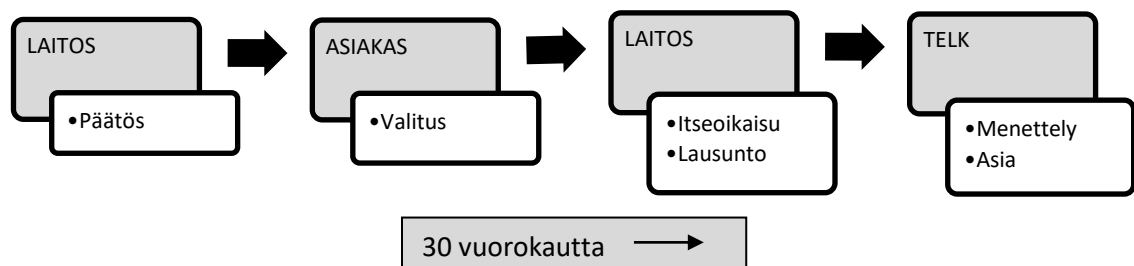 LAITOS
•Päätös
ASIAKAS
•Valitus
LAITOS
•Itseoikaisu
•Lausunto
TELK
•Menettely
•Asia
30 vuorokautta